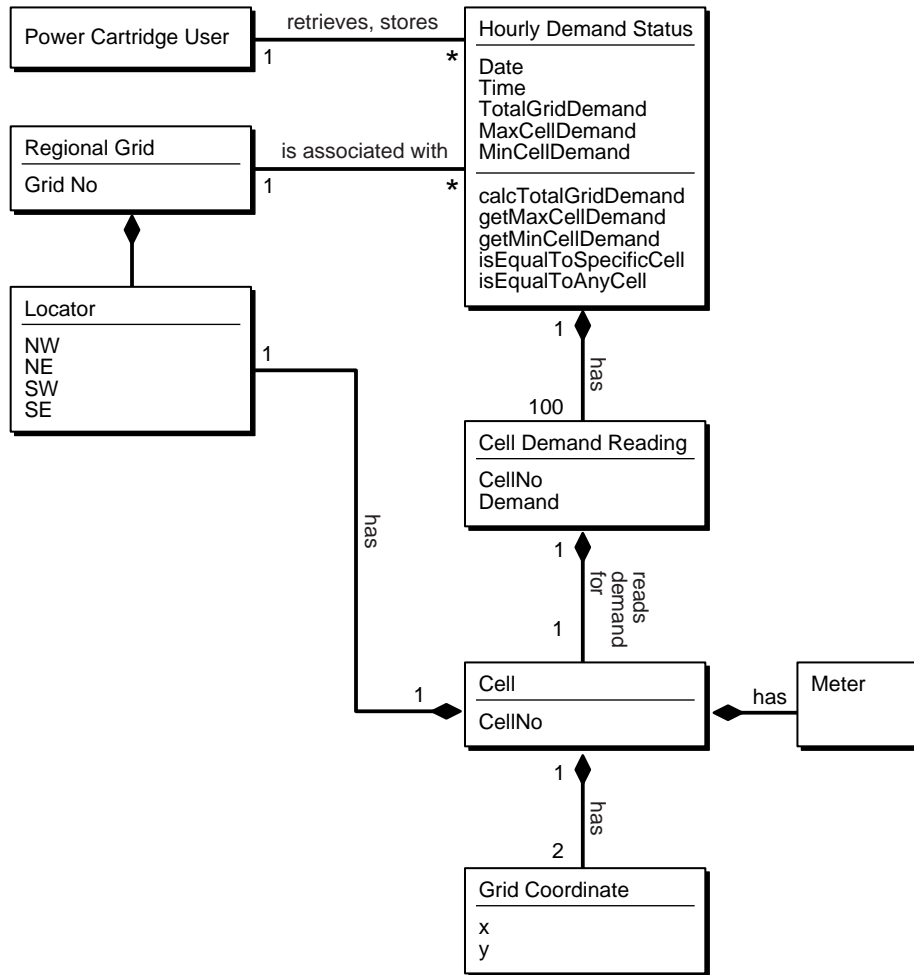 Power Cartridge User
retrieves, stores
1
*
Hourly Demand Status
Date
Time
TotalGridDemand
MaxCellDemand
MinCellDemand
calcTotalGridDemand
getMaxCellDemand
getMinCellDemand
isEqualToSpecificCell
isEqualToAnyCell
Regional Grid
Grid No
is associated with
1
*
Locator
NW
NE
SW
SE
1
has
1
1
has
100
Cell Demand Reading
CellNo
Demand
1
reads
demand
for
1
Cell
CellNo
has
Meter
1
has
2
Grid Coordinate
x
y